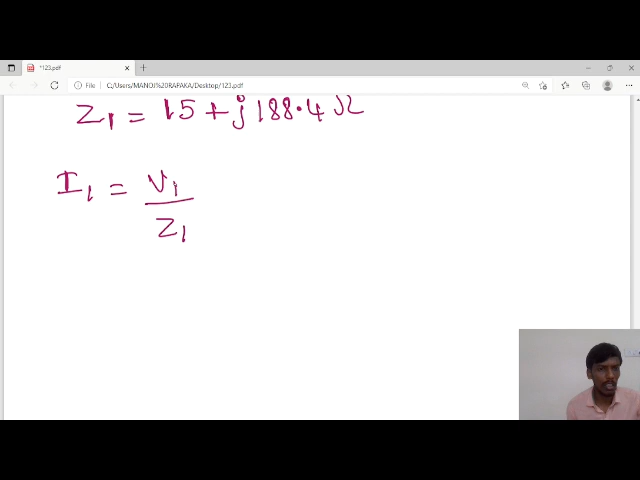 *123.pdf
File C:/Users/MANOJ%20RAPAKA/Desktop/123.pdf
Z1 = 15 + j 188.4 Ω
I1 = V1
Z1